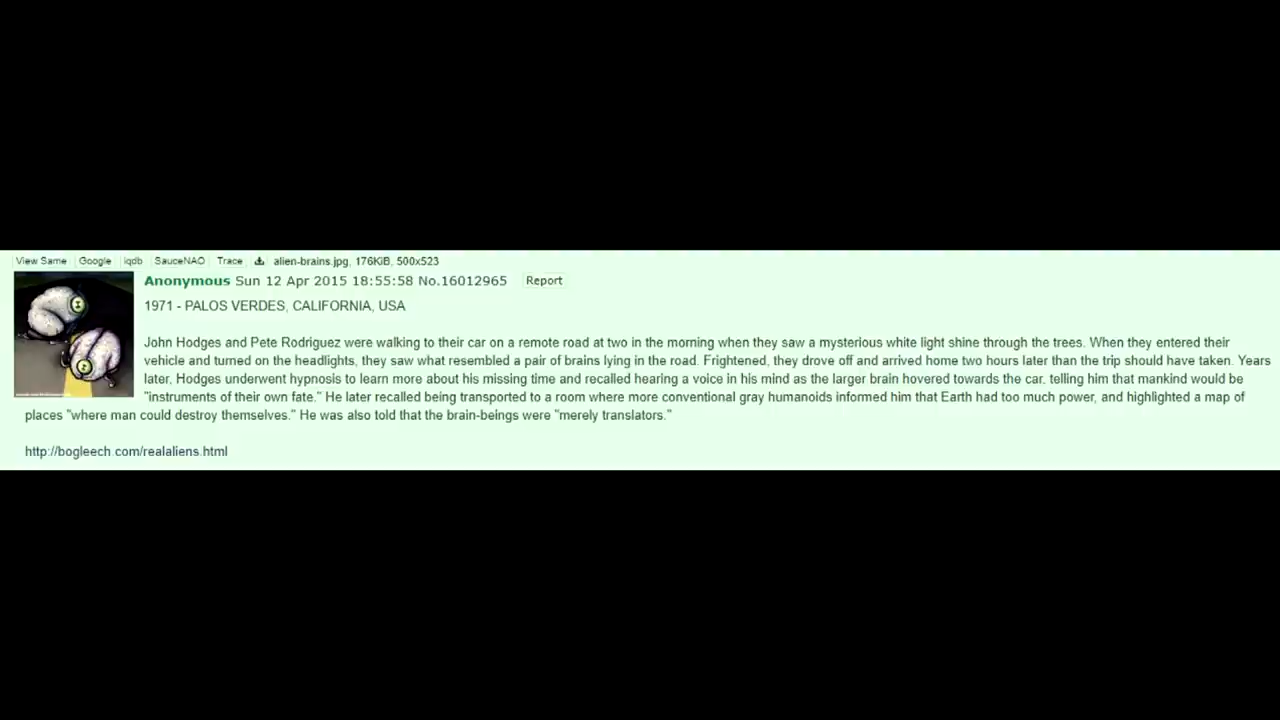 View Same Google iqdb SauceNAO Trace alien-brains.jpg, 176KiB, 500x523
Anonymous Sun 12 Apr 2015 18:55:58 No.16012965 Report
1971 - PALOS VERDES, CALIFORNIA, USA
John Hodges and Pete Rodriguez were walking to their car on a remote road at two in the morning when they saw a mysterious white light shine through the trees. When they entered their
vehicle and turned on the headlights, they saw what resembled a pair of brains lying in the road. Frightened, they drove off and arrived home two hours later than the trip should have taken. Years
later, Hodges underwent hypnosis to learn more about his missing time and recalled hearing a voice in his mind as the larger brain hovered towards the car. telling him that mankind would be
"instruments of their own fate." He later recalled being transported to a room where more conventional gray humanoids informed him that Earth had too much power, and highlighted a map of
places "where man could destroy themselves." He was also told that the brain-beings were "merely translators."
http://bogleech.com/realaliens.html